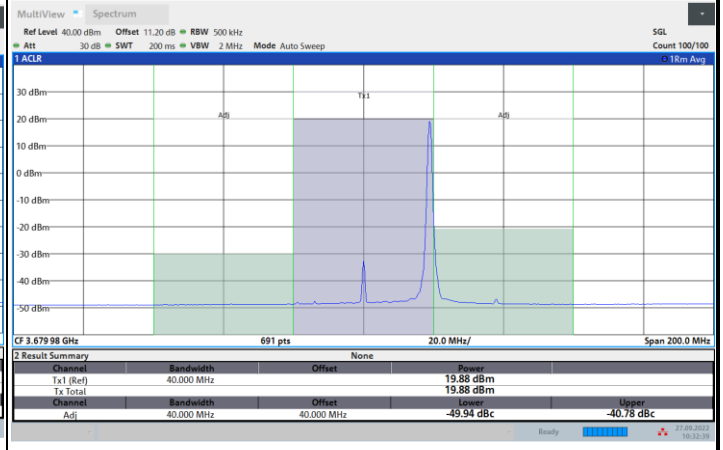 MultiView Spectrum
Ref Level 40.00 dBm Offset 11.20 dB RBW 500 kHz SGL
Att 30 dB SWT 200 ms VBW 2 MHz Mode Auto Sweep Count 100/100
1 ACLR 1Rm Avg
30 dBm
Tx1
20 dBm Adj Adj
10 dBm
0 dBm
-10 dBm
-20 dBm
-30 dBm
-40 dBm
-50 dBm
CF 3.679 98 GHz 691 pts 20.0 MHz/ Span 200.0 MHz
2 Result Summary None
Channel Bandwidth Offset Power
Tx1 (Ref) 40.000 MHz 19.88 dBm
Tx Total 19.88 dBm
Channel Bandwidth Offset Lower Upper
Adj 40.000 MHz 40.000 MHz -49.94 dBc -40.78 dBc
Ready 27.09.2022
10:32:39